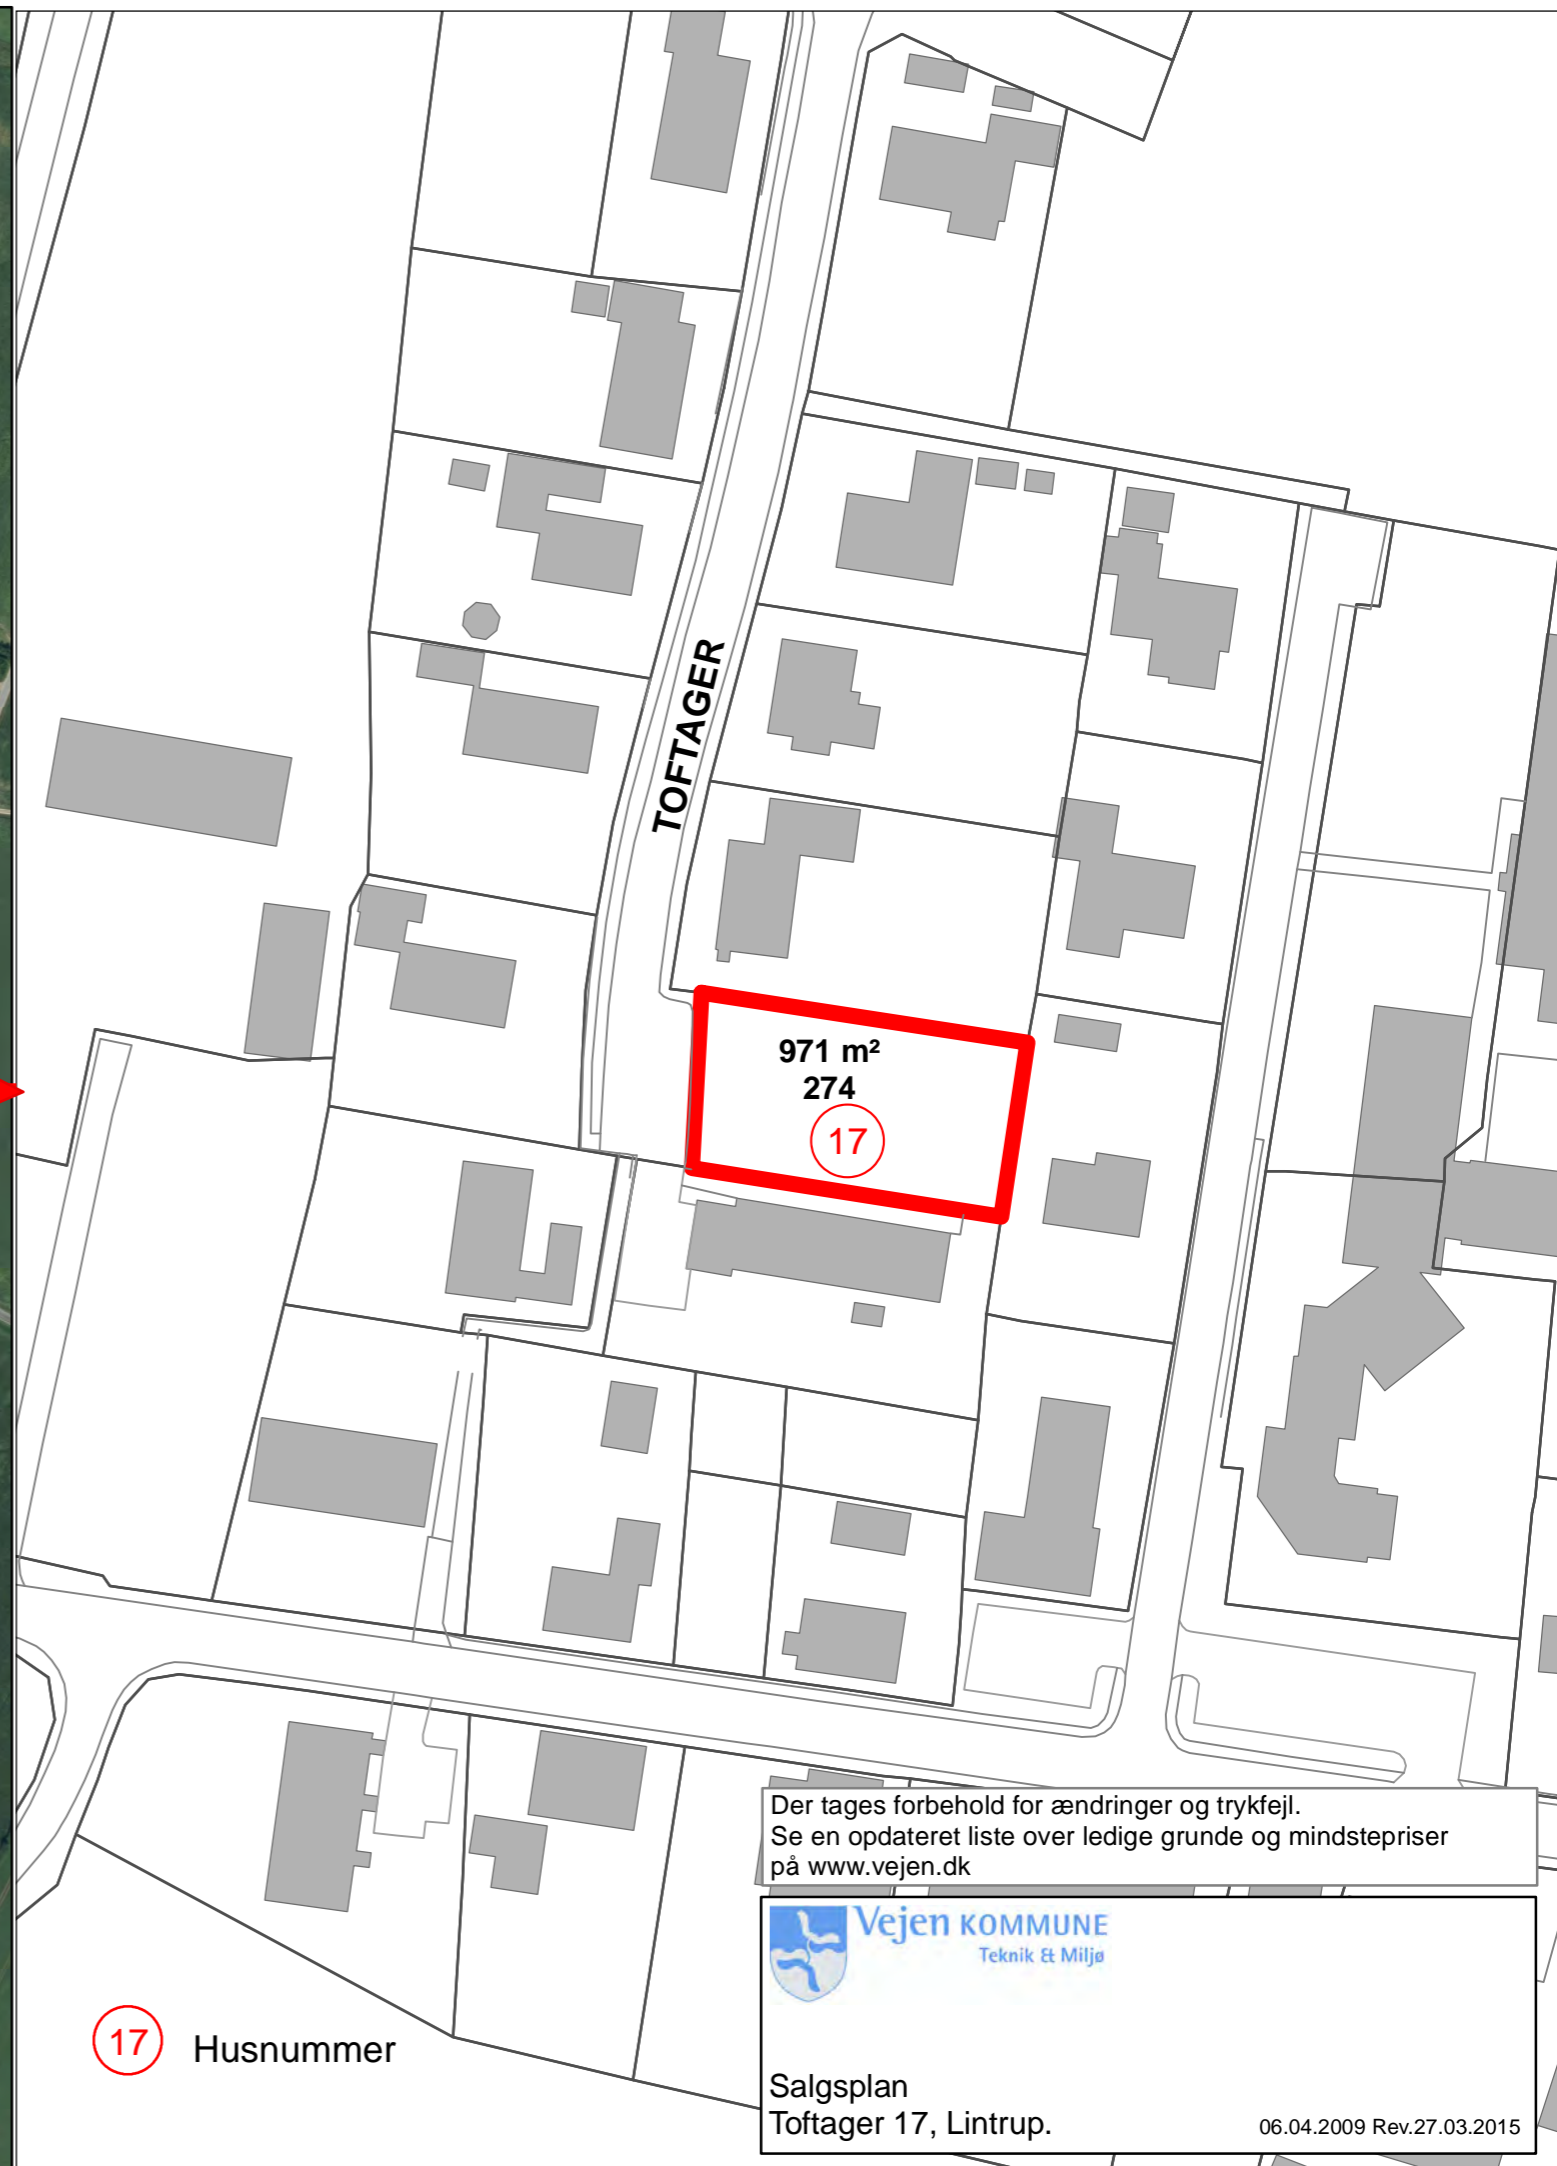 TOFTAGER
971 m²
274
17
Der tages forbehold for ændringer og trykfejl.
Se en opdateret liste over ledige grunde og mindstepriser
på www.vejen.dk
Vejen KOMMUNE
Teknik & Miljø
17 Husnummer
Salgsplan
Toftager 17, Lintrup.
06.04.2009 Rev.27.03.2015